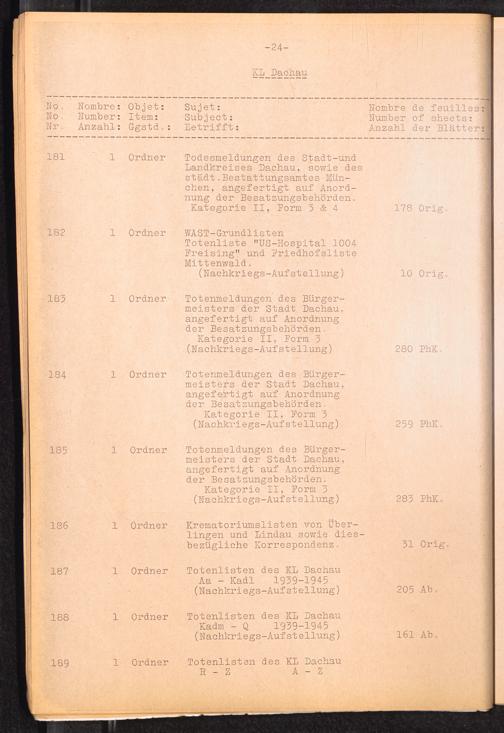 -24-
KL Dachau
No. Nombre: Objet: Sujet: Nombre de feuilles:
No Number: Item: Subject: Number of sheets:
Nr. Anzahl: Ggstd.: Betrifft: Anzahl der Blätter:
181 1 Ordner Todesmeldungen des Stadt-und
Landkreises Dachau, sowie des
städt.Bestattungsamtes Mün-
chen, angefertigt auf Anord-
nung der Besatzungsbehörden.
Kategorie II, Form 3 & 4 178 Orig.
182 1 Ordner WAST-Grundlisten
Totenliste "US-Hospital 1004
Freising" und Friedhofsliste
Mittenwald.
(Nachkriegs-Aufstellung) 10 Orig.
183 1 Ordner Totenmeldungen des Bürger-
meisters der Stadt Dachau,
angefertigt auf Anordnung
der Besatzungsbehörden.
Kategorie II, Form 3
(Nachkriegs-Aufstellung) 280 PhK.
184 1 Ordner Totenmeldungen des Bürger-
meisters der Stadt Dachau,
angefertigt auf Anordnung
der Besatzungsbehörden.
Kategorie II, Form 3
(Nachkriegs-Aufstellung) 259 PhK.
185 1 Ordner Totenmeldungen des Bürger-
meisters der Stadt Dachau,
angefertigt auf Anordnung
der Besatzungsbehörden.
Kategorie II, Form 3
(Nachkriegs-Aufstellung) 283 PhK.
186 1 Ordner Krematoriumslisten von Über-
lingen und Lindau sowie dies-
bezügliche Korrespondenz. 31 Orig.
187 1 Ordner Totenlisten des KL Dachau
Aa - Kadl 1939-1945
(Nachkriegs-Aufstellung) 205 Ab.
188 1 Ordner Totenlisten des KL Dachau
Kadm - Q 1939-1945
(Nachkriegs-Aufstellung) 161 Ab.
189 1 Ordner Totenlisten des KL Dachau
R - Z A - Z